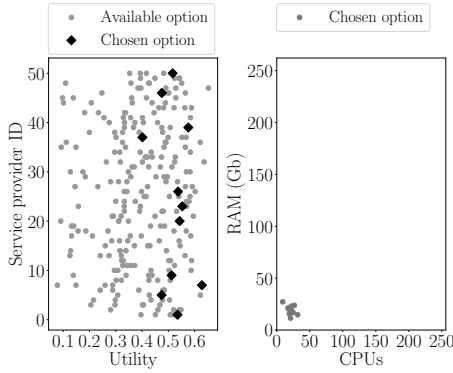 Available option
Chosen option
Chosen option
Service provider ID
50
40
30
20
10
0
0.1 0.2 0.3 0.4 0.5 0.6
Utility
RAM (Gb)
250
200
150
100
50
0
0 50 100 150 200 250
CPUs